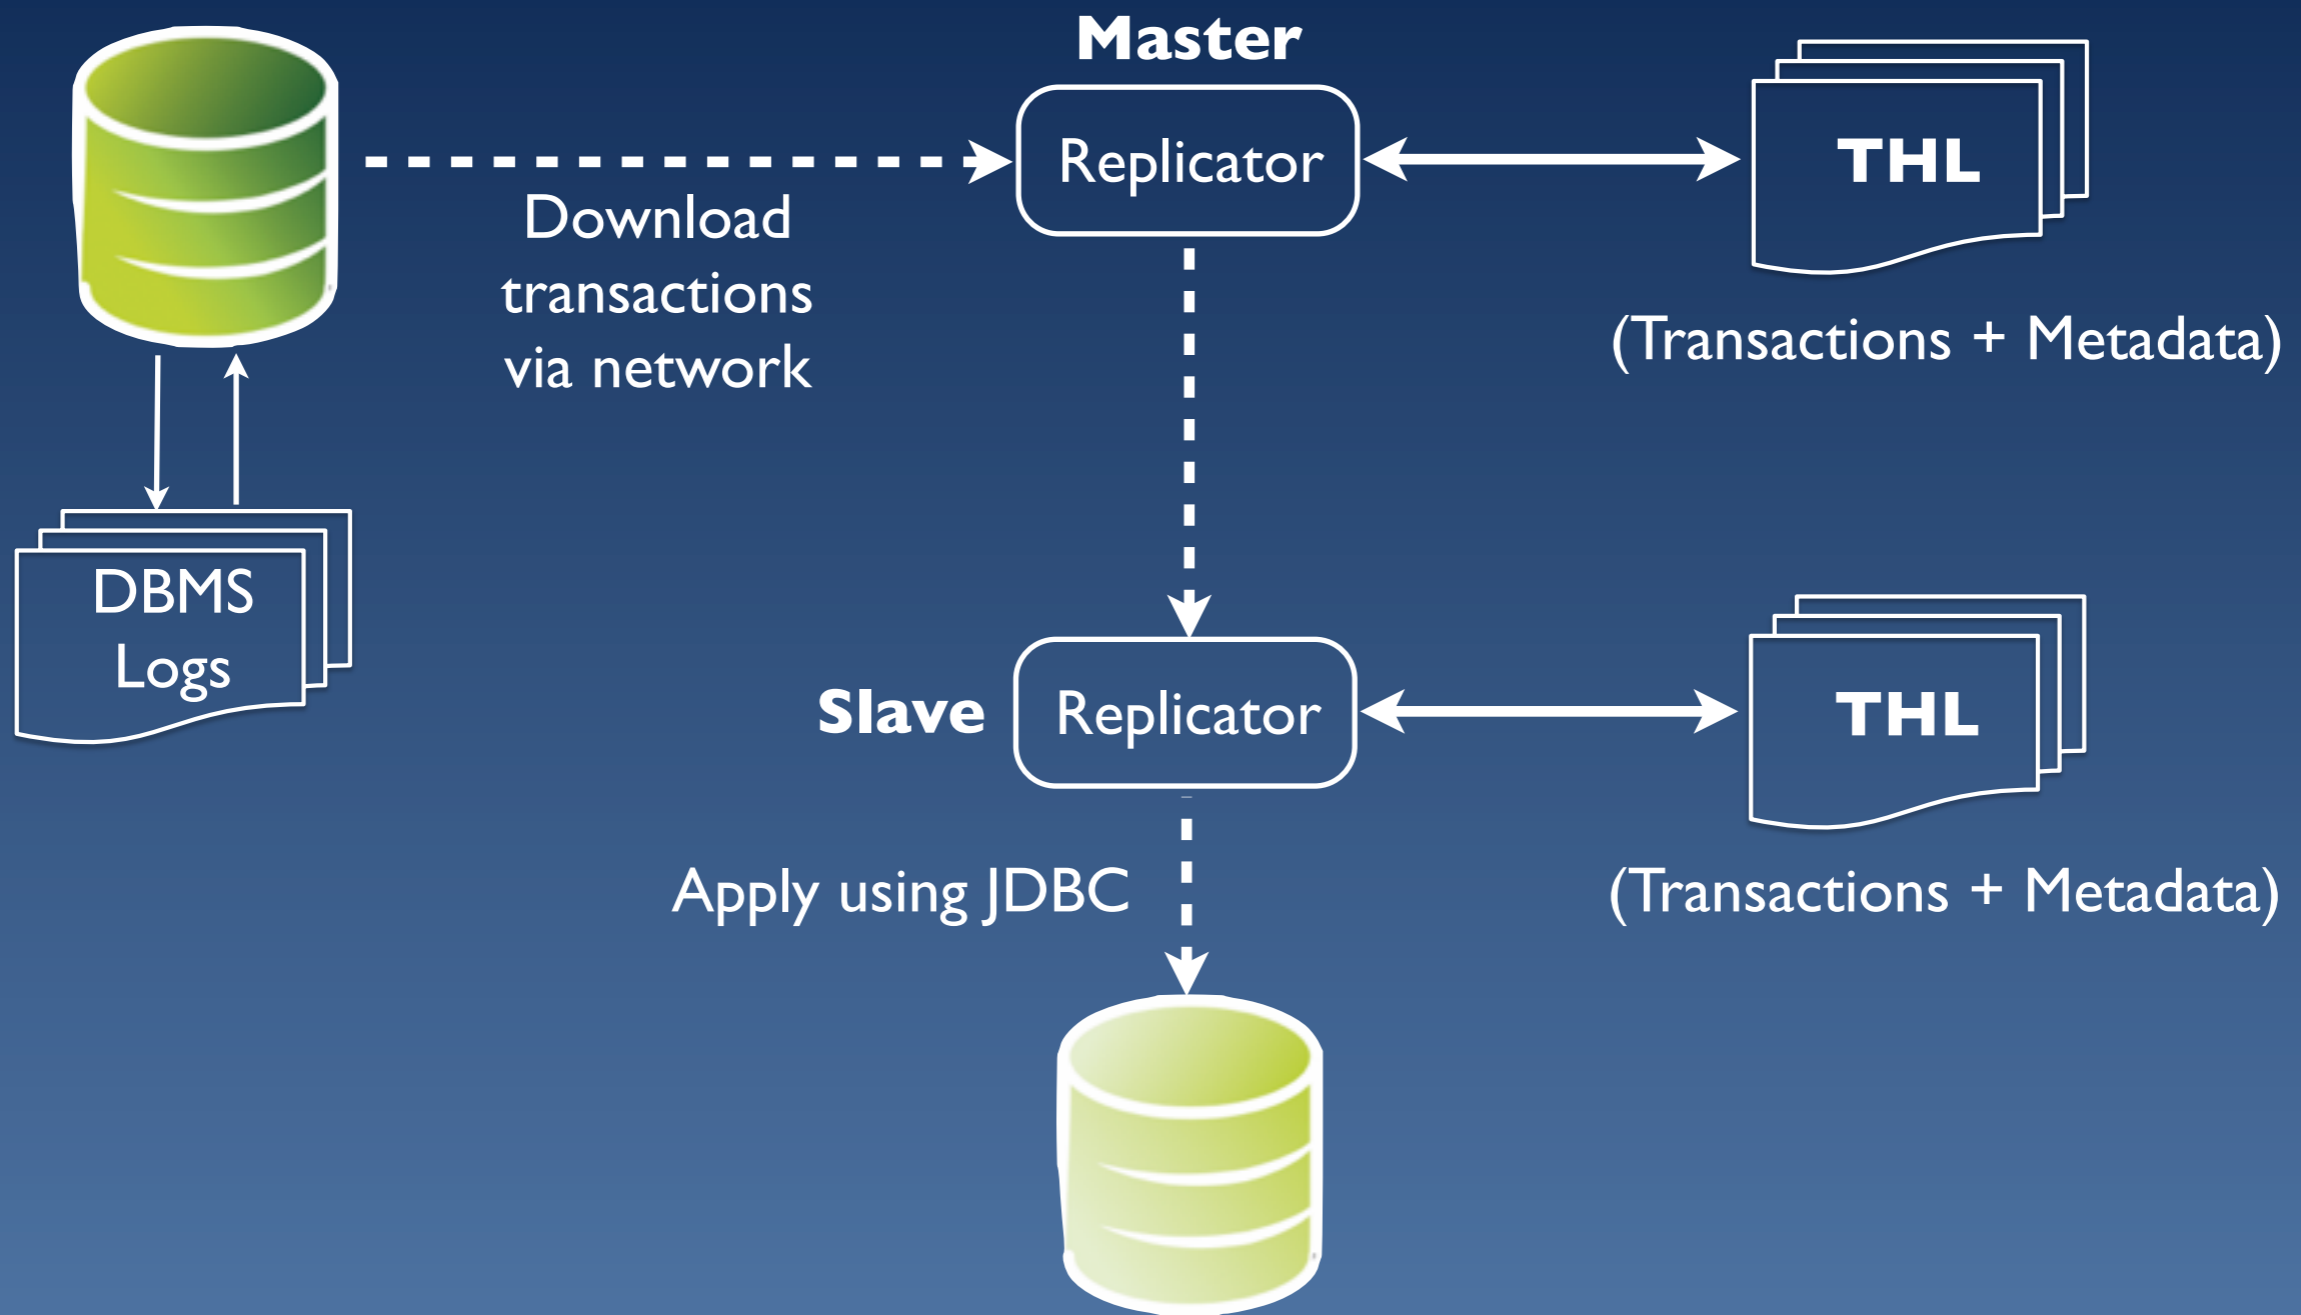 Master
Replicator
THL
Download
transactions
via network
(Transactions + Metadata)
DBMS
Logs
Slave
Replicator
THL
Apply using JDBC
(Transactions + Metadata)